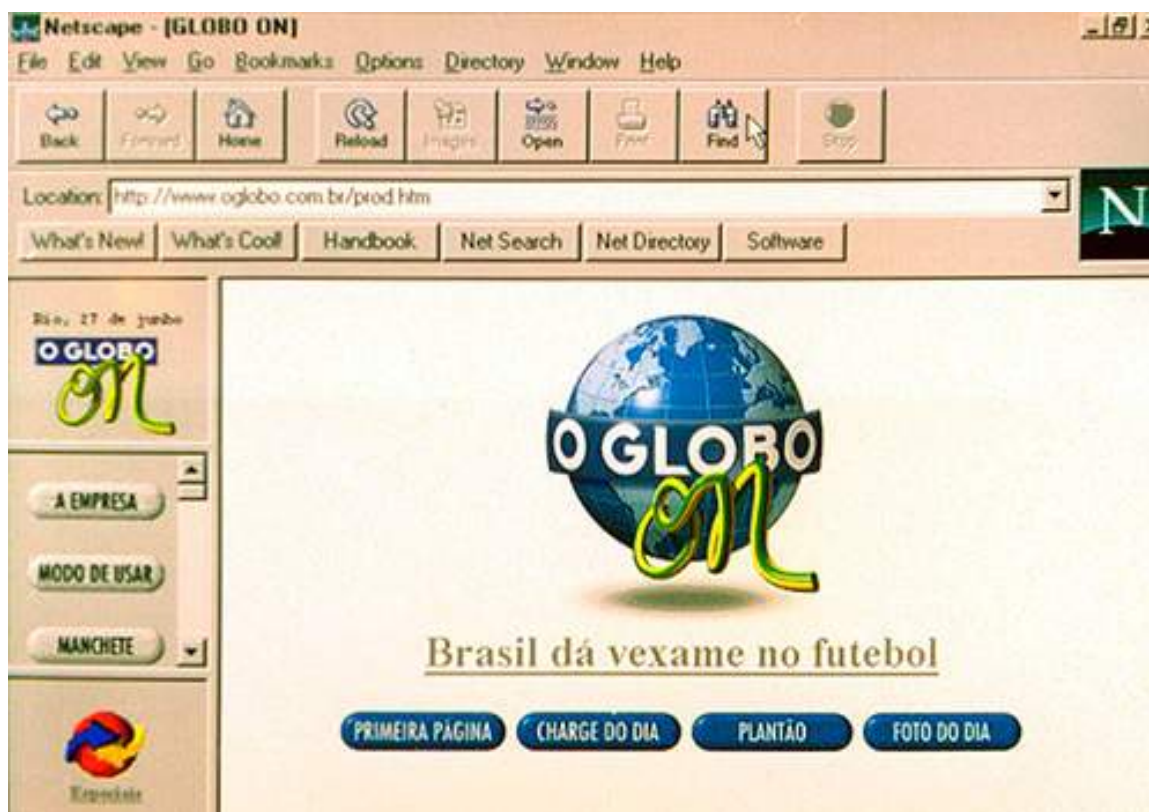 Netscape - [GLOBO ON]
File Edit View Go Bookmarks Options Directory Window Help
Back Forward Home Reload Images Open Print Find Stop
Location: http://www.oglobo.com.br/prod.htm
N
What's New! What's Cool! Handbook Net Search Net Directory Software
Rio, de junho
O GLOBO
on
A EMPRESA
MODO DE USAR
MANCHETE
Especiais
O GLOBO
on
Brasil dá vexame no futebol
PRIMEIRA PÁGINA CHARGE DO DIA PLANTÃO FOTO DO DIA